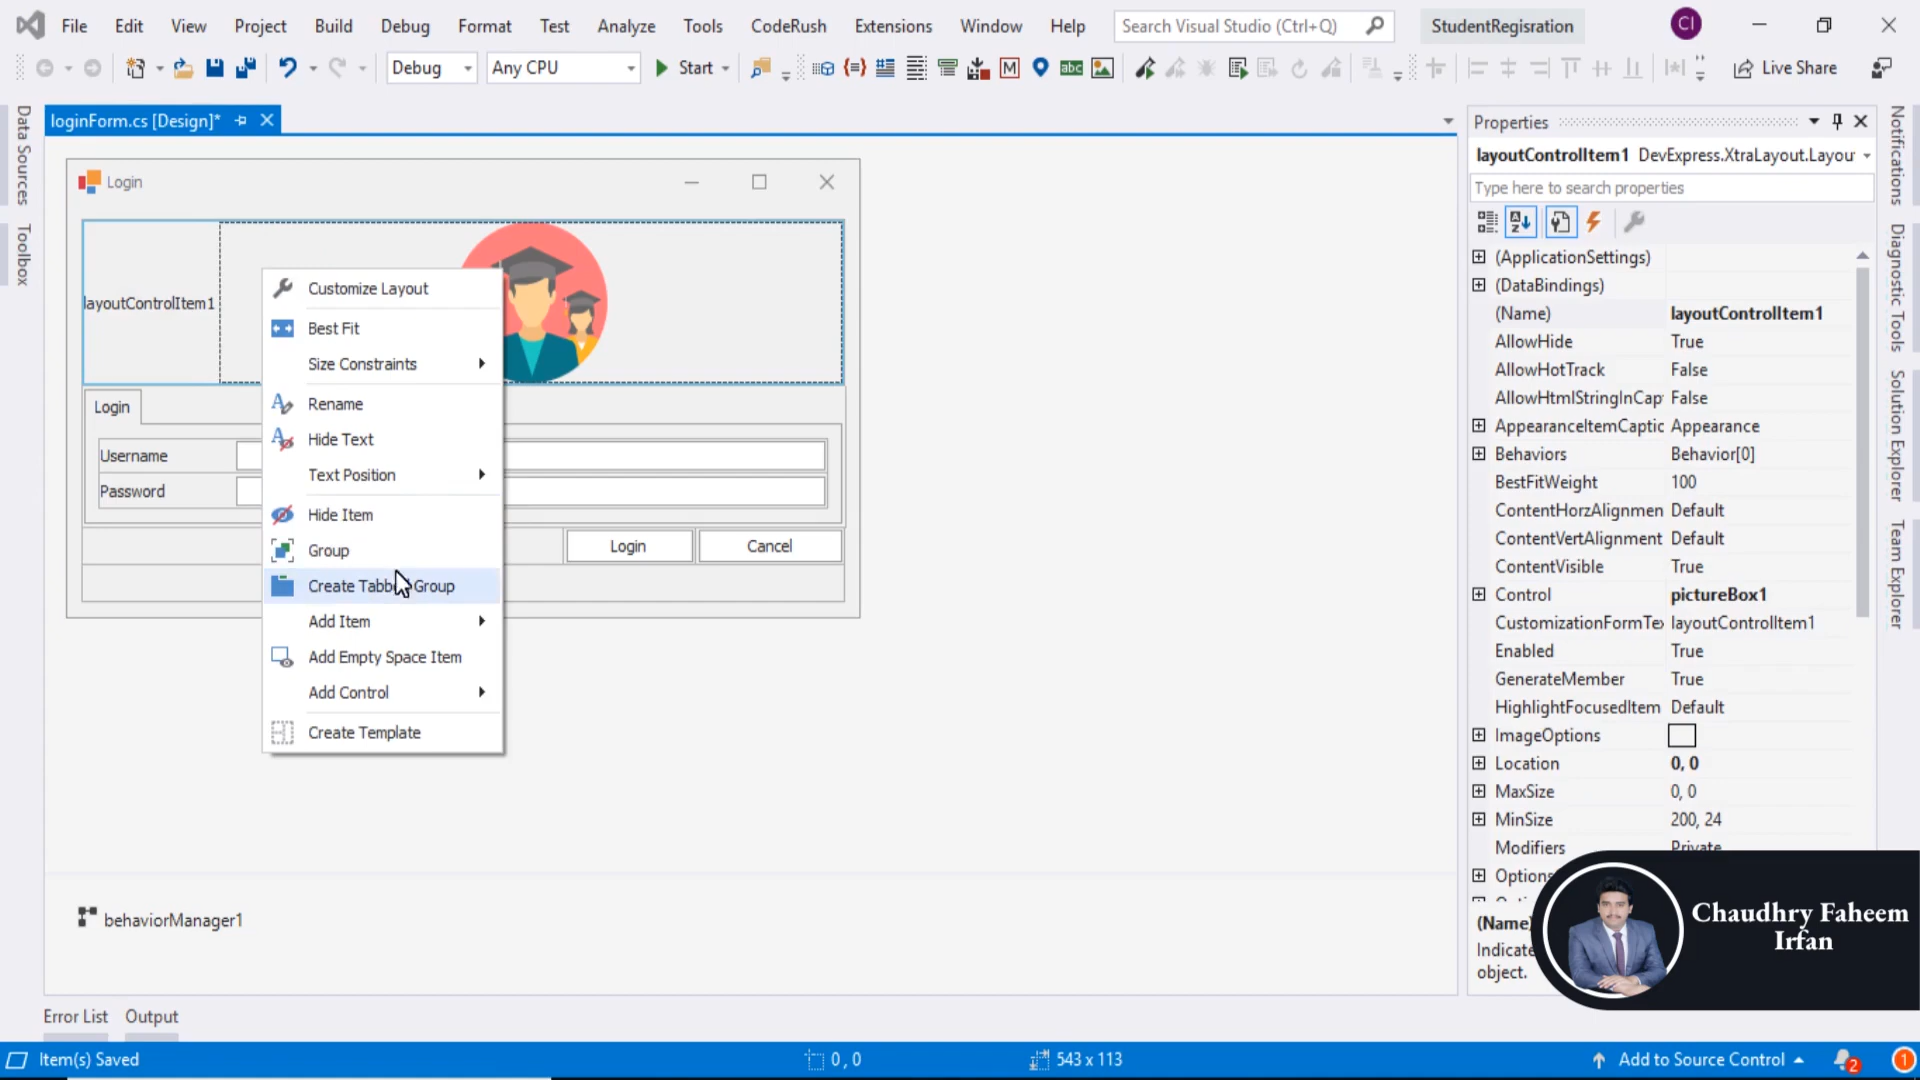 File Edit View Project Build Debug Format Test Analyze Tools CodeRush Extensions Window Help Search Visual Studio (Ctrl+Q) StudentRegisration CI
Debug Any CPU Start Live Share
Data Sources
Toolbox
loginForm.cs [Design]*
Login
layoutControlItem1
Login
Username
Password
Login Cancel
Customize Layout
Best Fit
Size Constraints
Rename
Hide Text
Text Position
Hide Item
Group
Create Tabbed Group
Add Item
Add Empty Space Item
Add Control
Create Template
behaviorManager1
Properties
layoutControlItem1 DevExpress.XtraLayout.Layou
Type here to search properties
(ApplicationSettings)
(DataBindings)
(Name) layoutControlItem1
AllowHide True
AllowHotTrack False
AllowHtmlStringInCap False
AppearanceItemCaptic Appearance
Behaviors Behavior[0]
BestFitWeight 100
ContentHorzAlignmen Default
ContentVertAlignment Default
ContentVisible True
Control pictureBox1
CustomizationFormTex layoutControlItem1
Enabled True
GenerateMember True
HighlightFocusedItem Default
ImageOptions
Location 0, 0
MaxSize 0, 0
MinSize 200, 24
Modifiers Private
Options
(Name)
Indicate
object.
Notifications
Diagnostic Tools
Solution Explorer
Team Explorer
Chaudhry Faheem
Irfan
Error List Output
Item(s) Saved 0 , 0 543 x 113 Add to Source Control 2 1